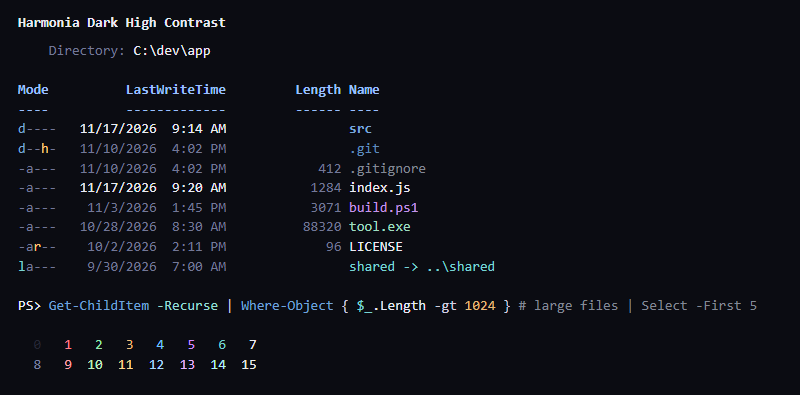 Harmonia Dark High Contrast
    Directory: C:\dev\app
Mode          LastWriteTime         Length Name
----          -------------         ------ ----
d----   11/17/2026  9:14 AM                src
d--h-   11/10/2026  4:02 PM                .git
-a---   11/10/2026  4:02 PM            412 .gitignore
-a---   11/17/2026  9:20 AM           1284 index.js
-a---    11/3/2026  1:45 PM           3071 build.ps1
-a---   10/28/2026  8:30 AM          88320 tool.exe
-ar--    10/2/2026  2:11 PM             96 LICENSE
la---    9/30/2026  7:00 AM                shared -> ..\shared
PS> Get-ChildItem -Recurse | Where-Object { $_.Length -gt 1024 } # large files | Select -First 5
  0   1   2   3   4   5   6   7
  8   9  10  11  12  13  14  15